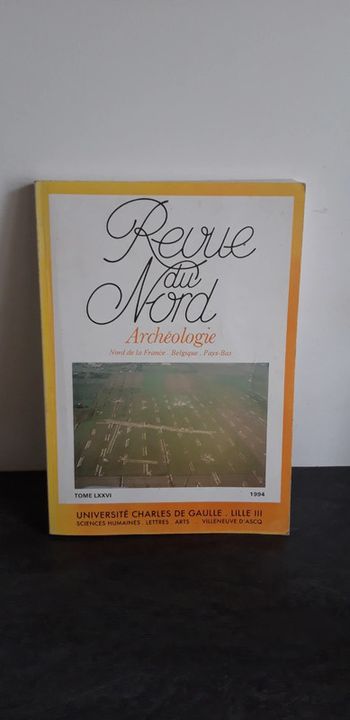 Revue
du
Nord
Archéologie
Nord de la France . Belgique . Pays-Bas
TOME LXXVI 1994
UNIVERSITÉ CHARLES DE GAULLE . LILLE III
SCIENCES HUMAINES . LETTRES . ARTS . VILLENEUVE D'ASCQ